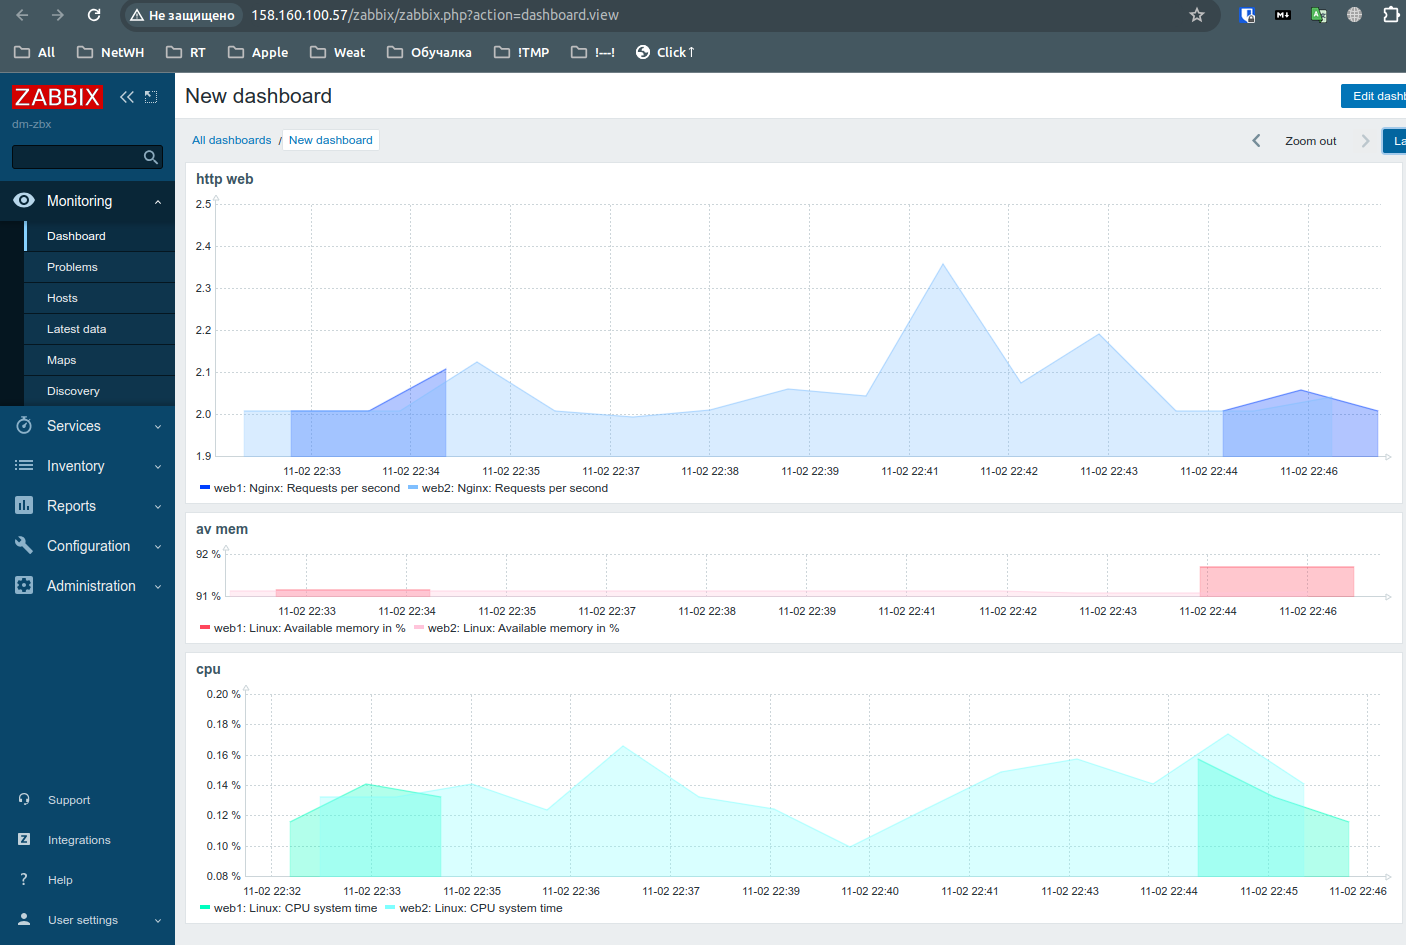 Не защищено 158.160.100.57/zabbix/zabbix.php?action=dashboard.view
All NetWH RT Apple Weat Обучалка !TMP !---! Click↑
ZABBIX
dm-zbx
Monitoring
Dashboard
Problems
Hosts
Latest data
Maps
Discovery
Services
Inventory
Reports
Configuration
Administration
Support
Integrations
Help
User settings
New dashboard
Edit dashb
All dashboards / New dashboard
Zoom out
La
http web
2.5
2.4
2.3
2.2
2.1
2.0
1.9
11-02 22:33 11-02 22:34 11-02 22:35 11-02 22:37 11-02 22:38 11-02 22:39 11-02 22:41 11-02 22:42 11-02 22:43 11-02 22:44 11-02 22:46
web1: Nginx: Requests per second web2: Nginx: Requests per second
av mem
92 %
91 %
11-02 22:33 11-02 22:34 11-02 22:35 11-02 22:37 11-02 22:38 11-02 22:39 11-02 22:41 11-02 22:42 11-02 22:43 11-02 22:44 11-02 22:46
web1: Linux: Available memory in % web2: Linux: Available memory in %
cpu
0.20 %
0.18 %
0.16 %
0.14 %
0.12 %
0.10 %
0.08 %
11-02 22:32 11-02 22:33 11-02 22:35 11-02 22:36 11-02 22:37 11-02 22:39 11-02 22:40 11-02 22:41 11-02 22:43 11-02 22:44 11-02 22:45 11-02 22:46
web1: Linux: CPU system time web2: Linux: CPU system time